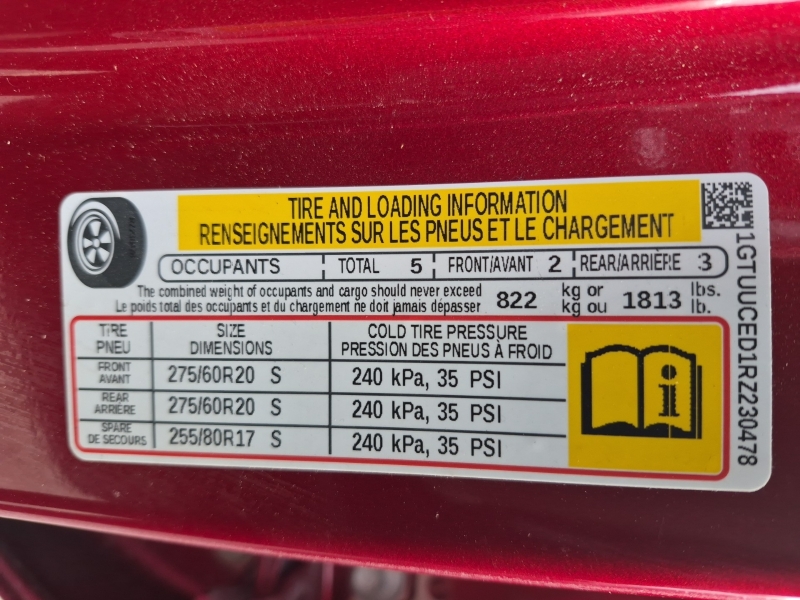 TIRE AND LOADING INFORMATION
RENSEIGNEMENTS SUR LES PNEUS ET LE CHARGEMENT
OCCUPANTS TOTAL 5 FRONT/AVANT 2 REAR/ARRIÈRE 3
The combined weight of occupants and cargo should never exceed
Le poids total des occupants et du chargement ne doit jamais dépasser
822 kg or 1813 lbs.
kg ou lb.
TIRE SIZE COLD TIRE PRESSURE
PNEU DIMENSIONS PRESSION DES PNEUS À FROID
FRONT
AVANT 275/60R20 S 240 kPa, 35 PSI
REAR
ARRIÈRE 275/60R20 S 240 kPa, 35 PSI
SPARE
DE SECOURS 255/80R17 S 240 kPa, 35 PSI
1GTUUCED1RZ230478